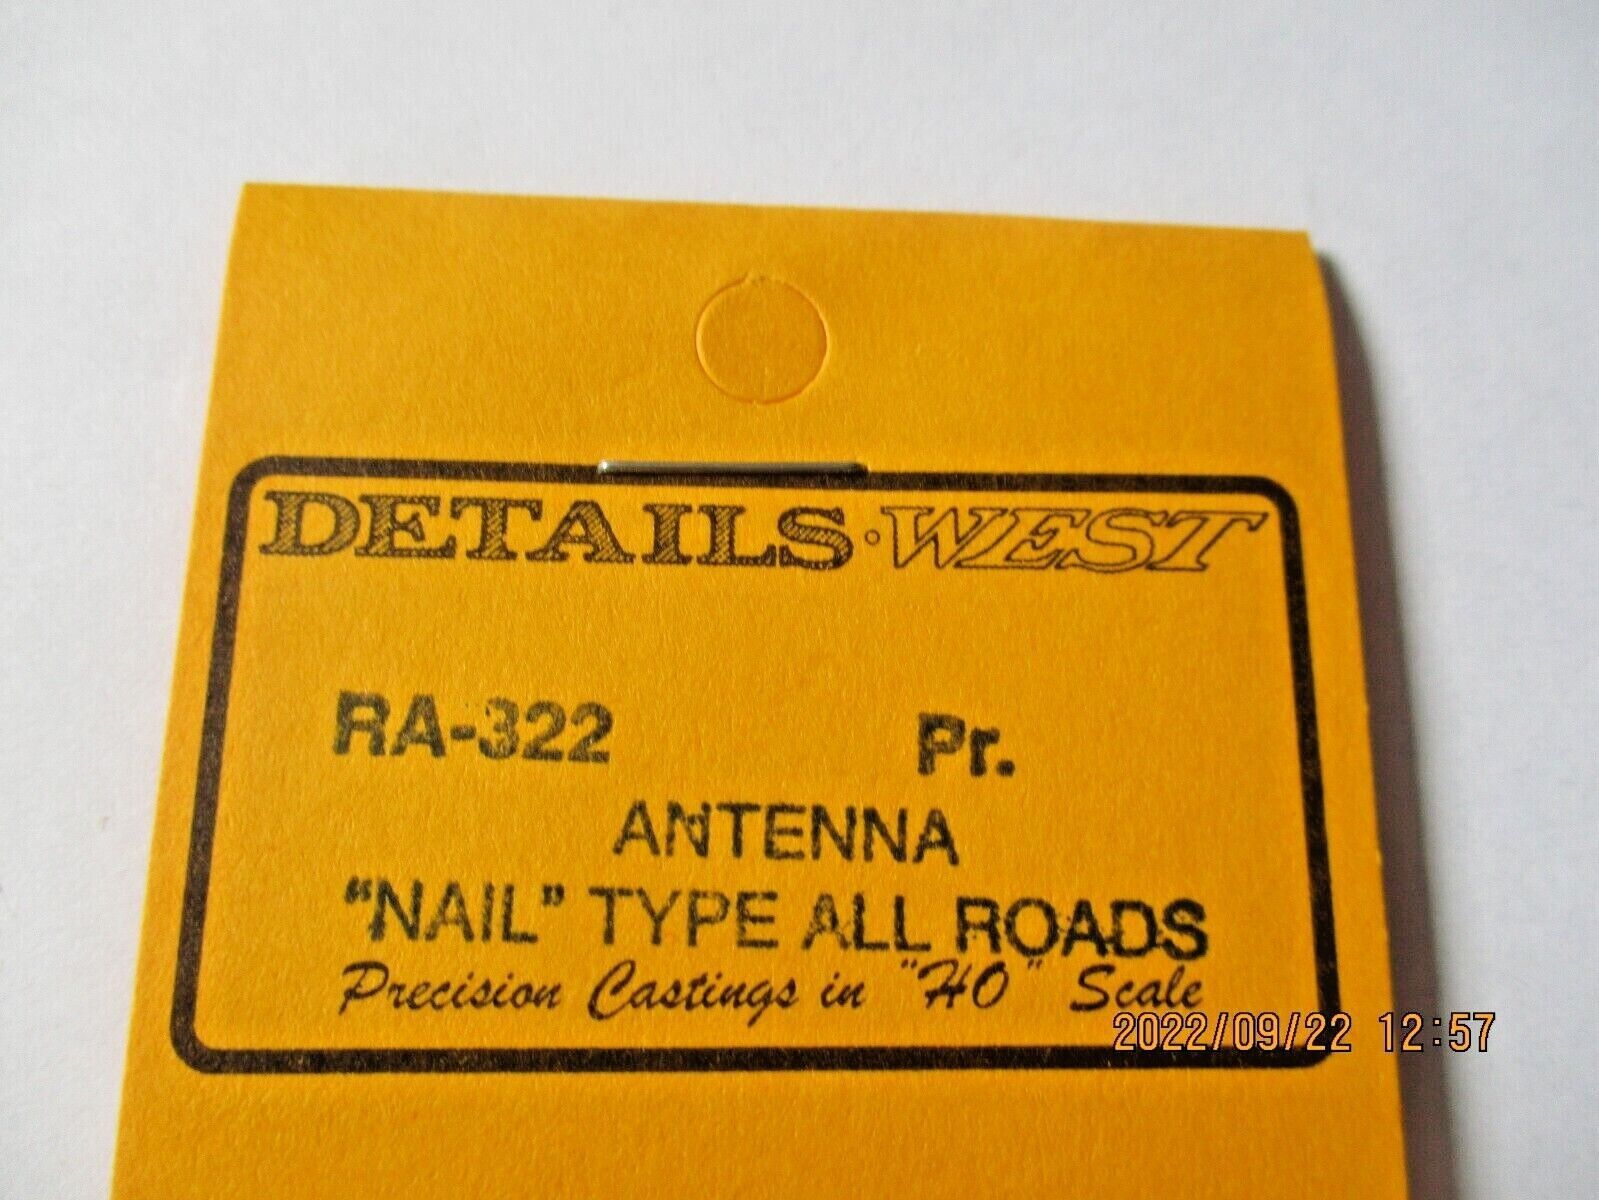 DETAILS·WEST
RA-322 Pr.
ANTENNA
"NAIL" TYPE ALL ROADS
Precision Castings in "HO" Scale
2022/09/22 12:57